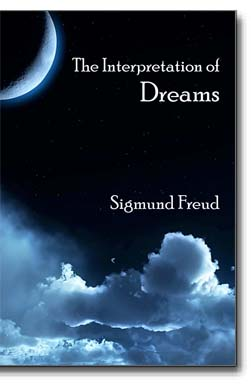 The Interpretation of
Dreams
Sigmund Freud